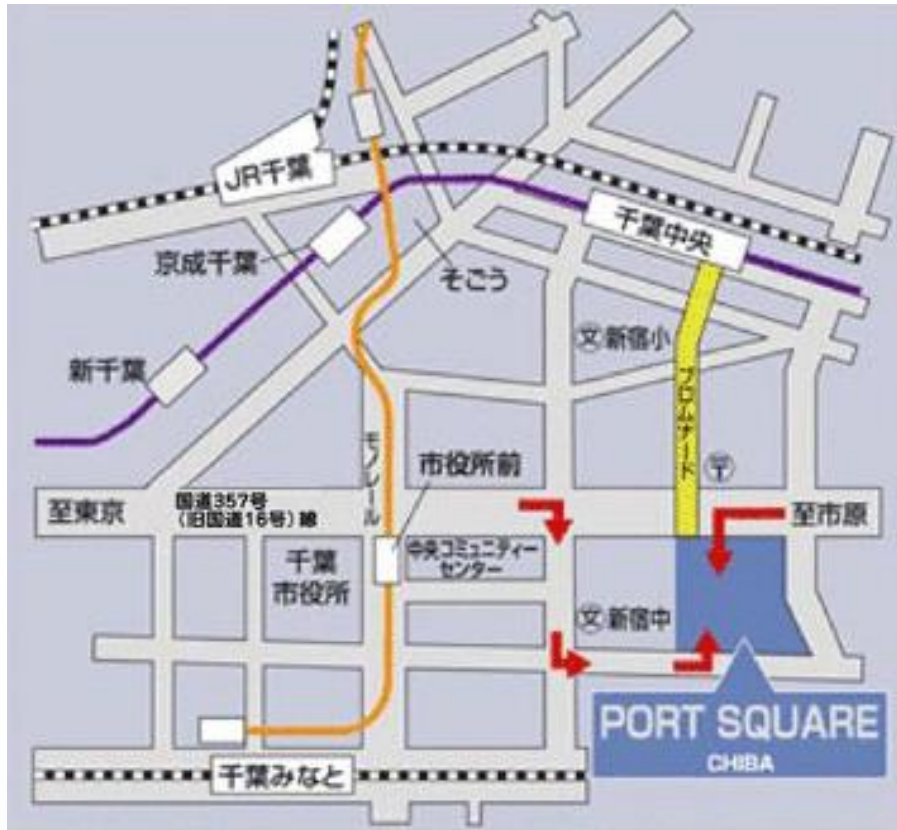 JR千葉
千葉中央
京成千葉
そごう
文新宿小
新千葉
プロムナード
モノレール
市役所前
〒
至東京
国道357号
(旧国道16号)線
至市原
千葉
市役所
中央コミュニティー
センター
文新宿中
PORT SQUARE
CHIBA
千葉みなと